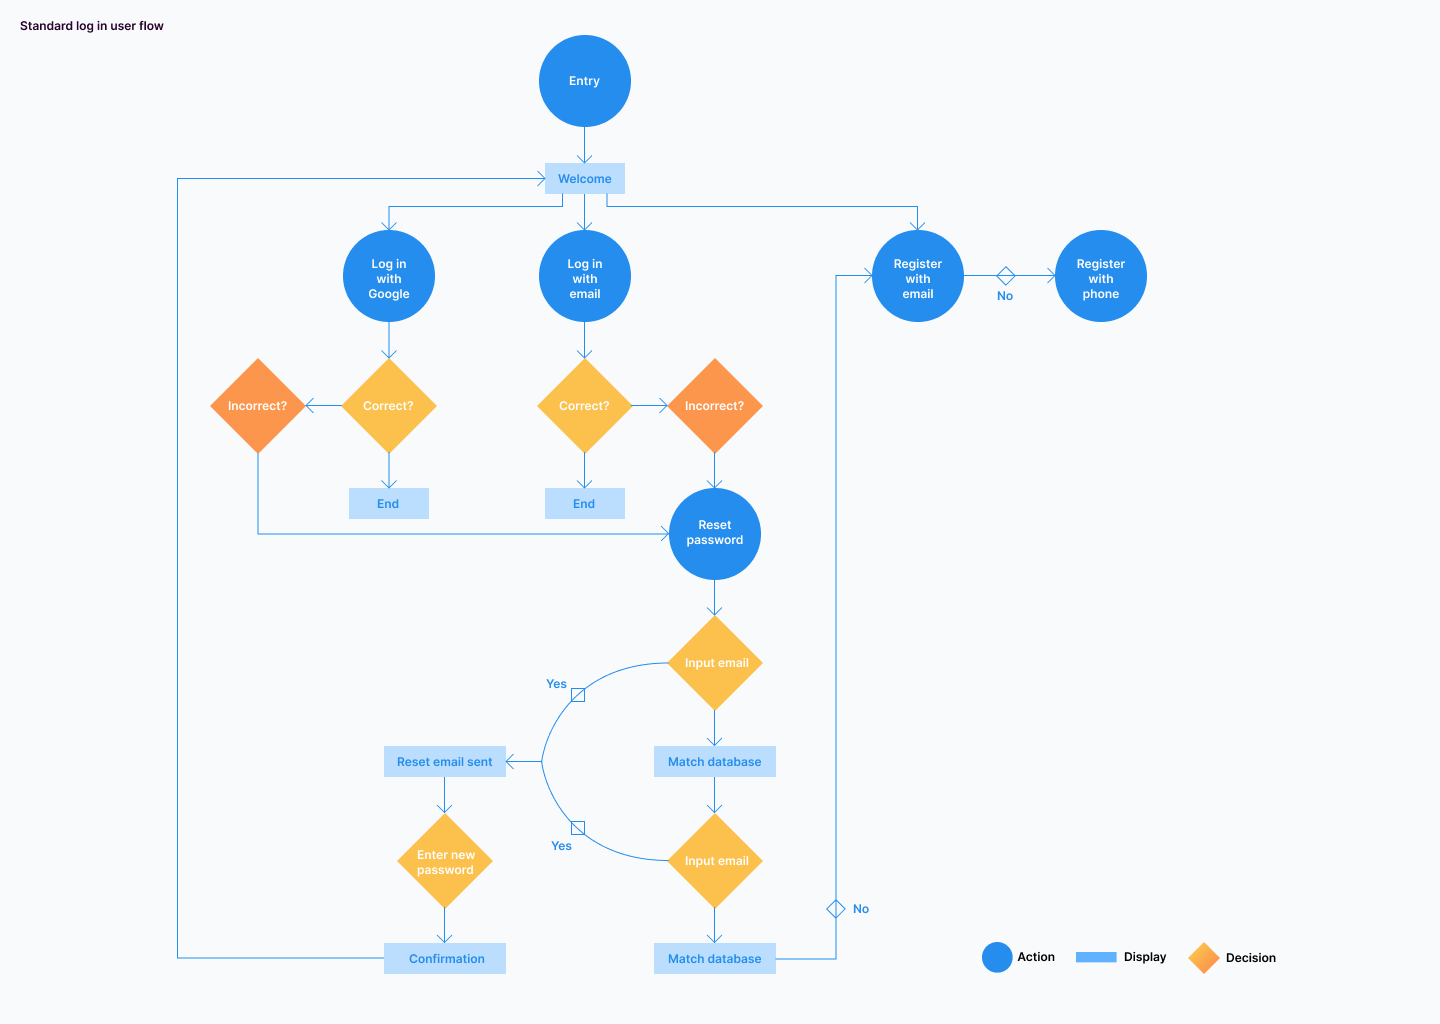 Standard log in user flow
Entry
Welcome
Log in
with
Google
Log in
with
email
Register
with
email
No
Register
with
phone
Incorrect?
Correct?
Correct?
Incorrect?
End
End
Reset
password
Input email
Yes
Reset email sent
Match database
Yes
Enter new
password
Input email
No
Confirmation
Match database
Action
Display
Decision